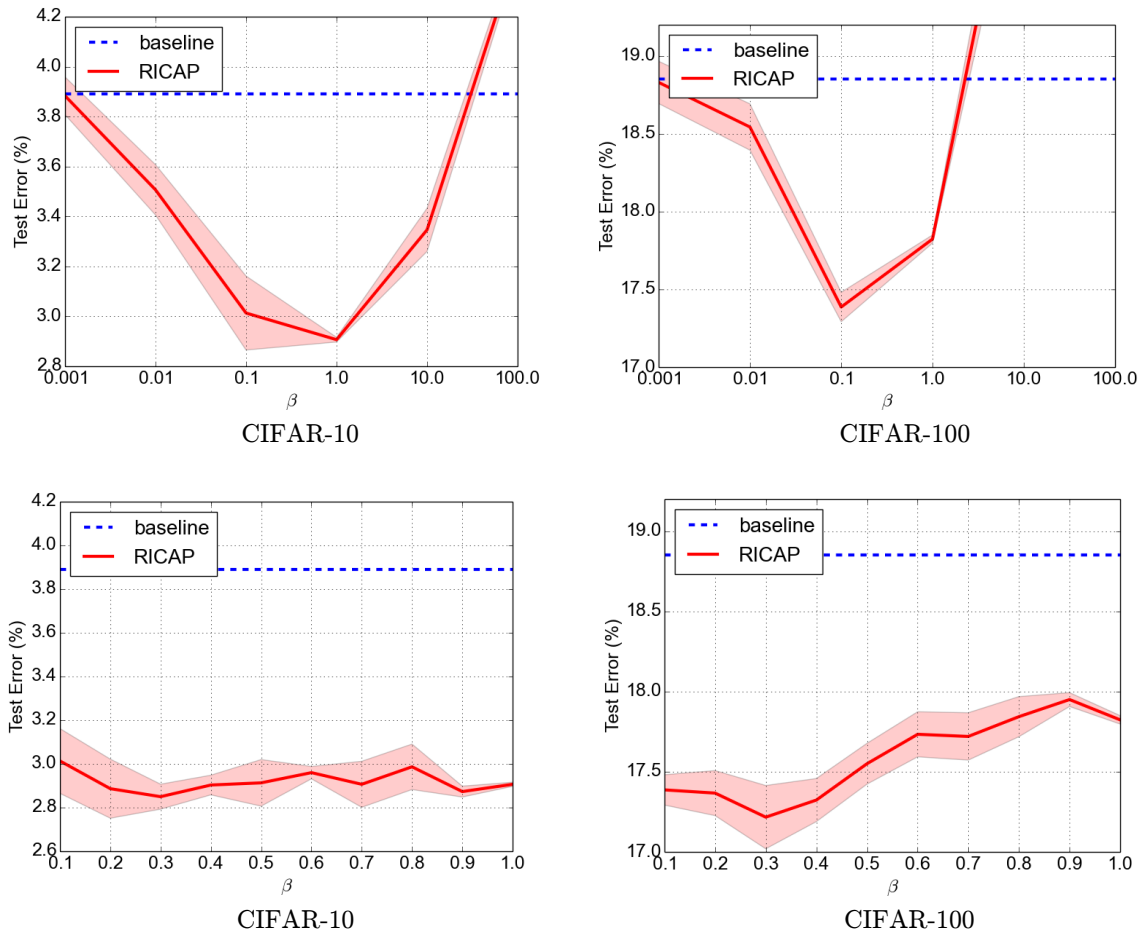 4.2
4.0
3.8
3.6
3.4
3.2
3.0
2.8
Test Error (%)
baseline
RICAP
0.001 0.01 0.1 1.0 10.0 100.0
β
CIFAR-10
19.0
18.5
18.0
17.5
17.0
Test Error (%)
baseline
RICAP
0.001 0.01 0.1 1.0 10.0 100.0
β
CIFAR-100
4.2
4.0
3.8
3.6
3.4
3.2
3.0
2.8
2.6
Test Error (%)
baseline
RICAP
0.1 0.2 0.3 0.4 0.5 0.6 0.7 0.8 0.9 1.0
β
CIFAR-10
19.0
18.5
18.0
17.5
17.0
Test Error (%)
baseline
RICAP
0.1 0.2 0.3 0.4 0.5 0.6 0.7 0.8 0.9 1.0
β
CIFAR-100